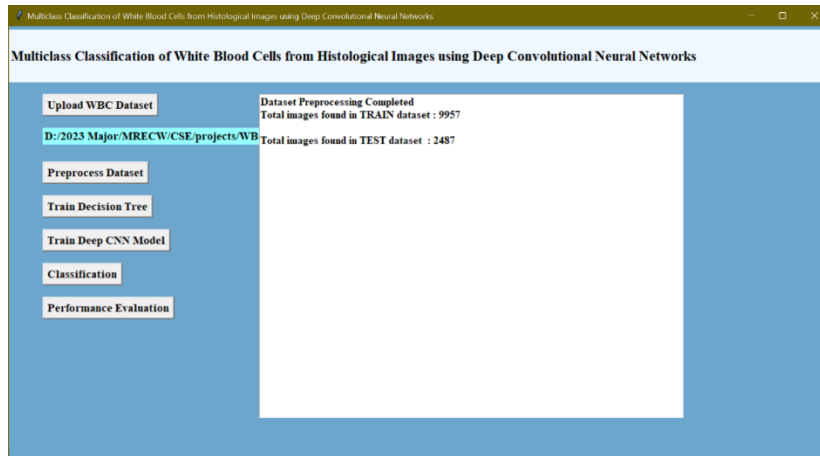 Multiclass Classification of White Blood Cells from Histological Images using Deep Convolutional Neural Networks
Multiclass Classification of White Blood Cells from Histological Images using Deep Convolutional Neural Networks
Upload WBC Dataset
D:/2023 Major/MRECW/CSE/projects/WB
Preprocess Dataset
Train Decision Tree
Train Deep CNN Model
Classification
Performance Evaluation
Dataset Preprocessing Completed
Total images found in TRAIN dataset : 9957
Total images found in TEST dataset : 2487